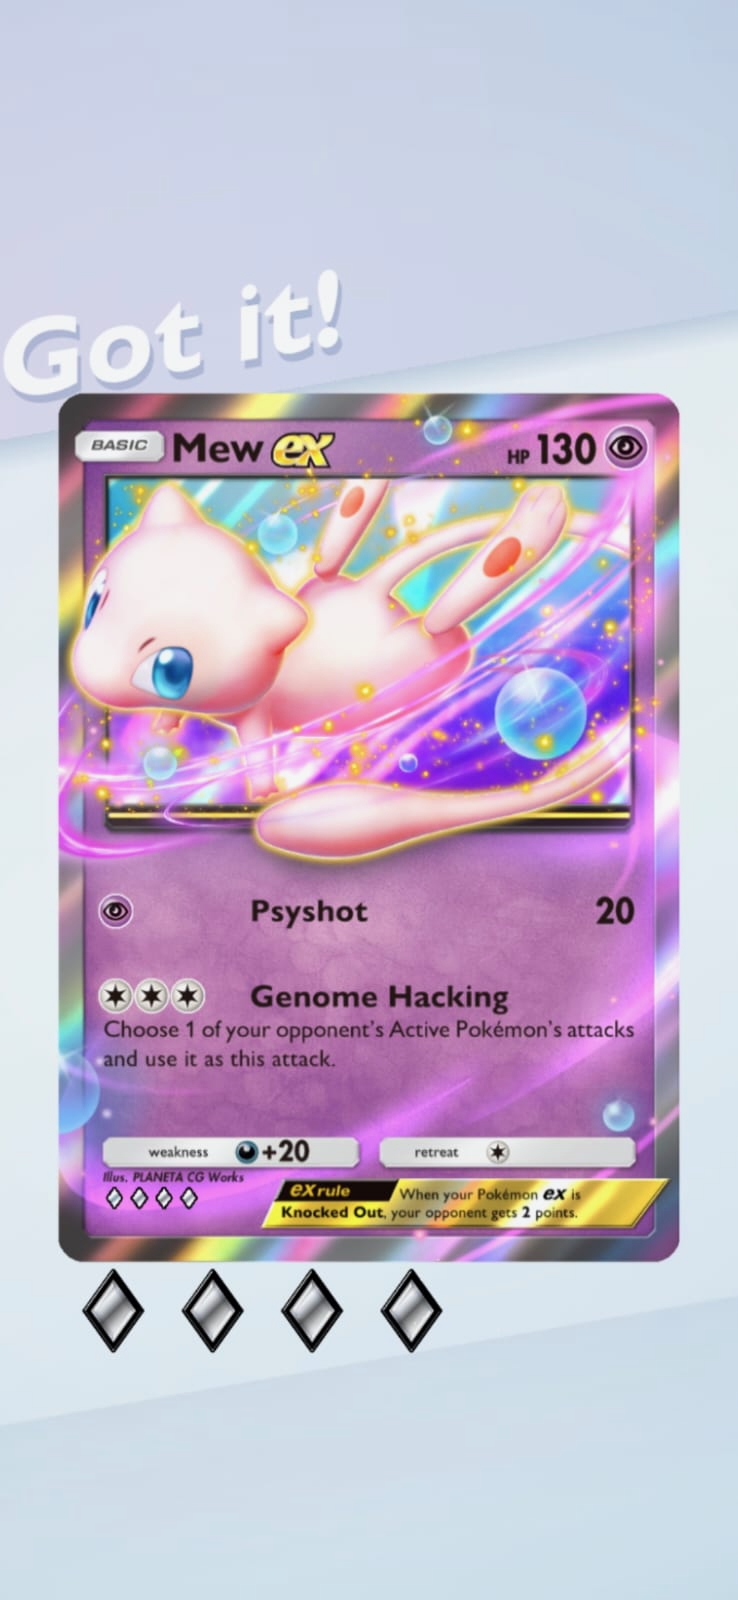 Got it!
BASIC Mew ex HP 130
Psyshot 20
Genome Hacking
Choose 1 of your opponent's Active Pokémon's attacks
and use it as this attack.
weakness +20 retreat
Illus. PLANETA CG Works
ex rule When your Pokémon ex is
Knocked Out, your opponent gets 2 points.